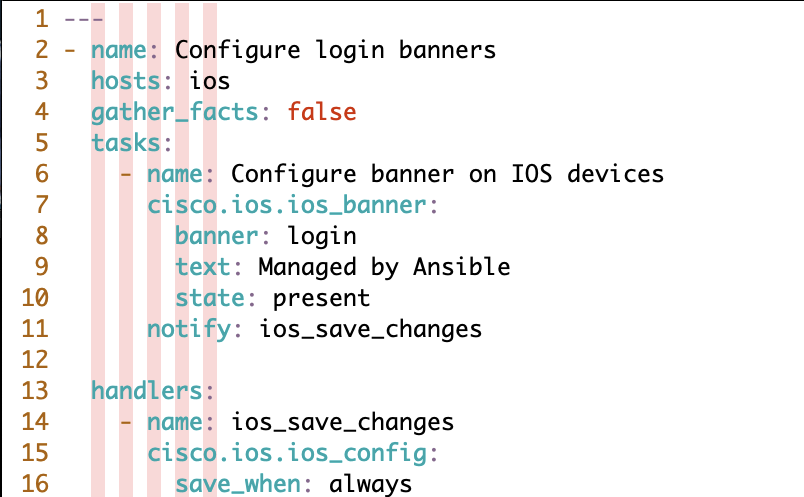 1 ---
2 - name: Configure login banners
3   hosts: ios
4   gather_facts: false
5   tasks:
6     - name: Configure banner on IOS devices
7       cisco.ios.ios_banner:
8         banner: login
9         text: Managed by Ansible
10         state: present
11       notify: ios_save_changes
12
13   handlers:
14     - name: ios_save_changes
15       cisco.ios.ios_config:
16         save_when: always